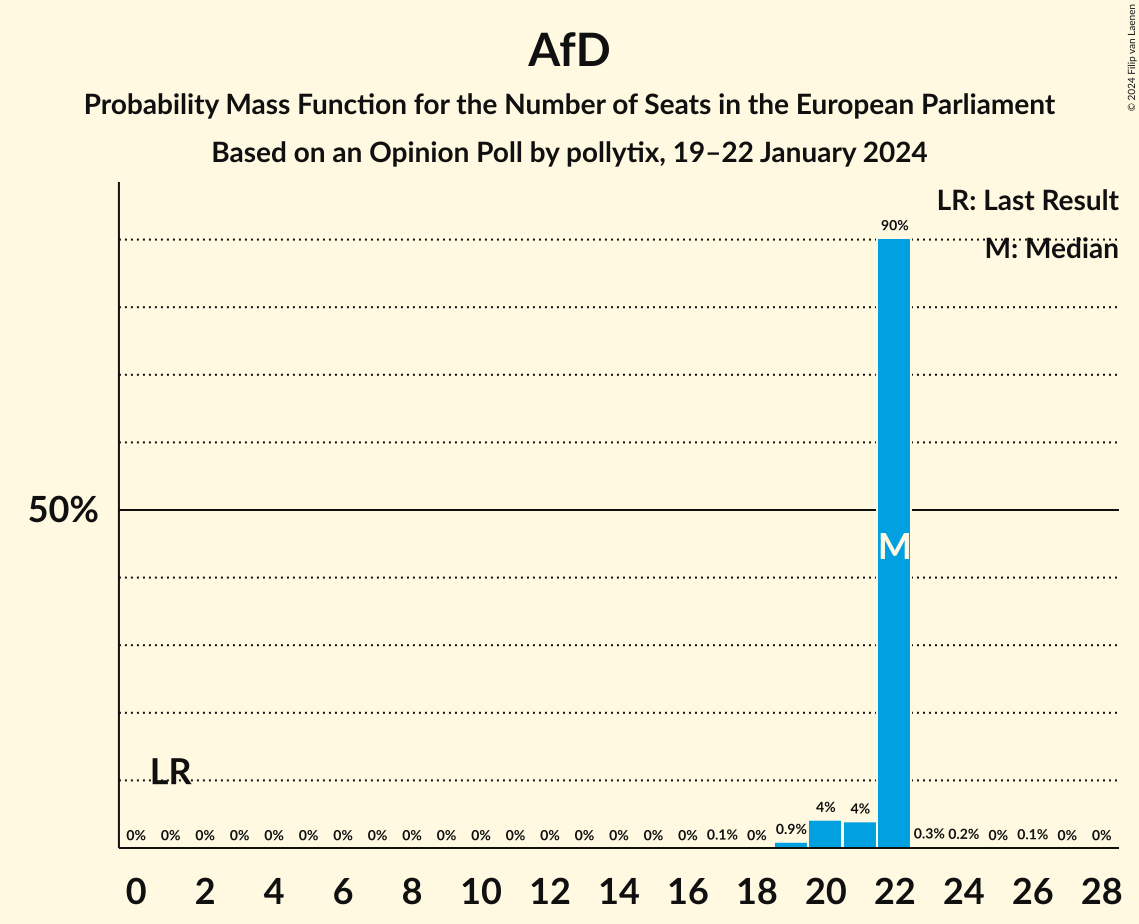 AfD
Probability Mass Function for the Number of Seats in the European Parliament
Based on an Opinion Poll by pollytix, 19–22 January 2024
© 2024 Filip van Laenen
LR: Last Result
M: Median
90%
50%
M
LR
0% 0% 0% 0% 0% 0% 0% 0% 0% 0% 0% 0% 0% 0% 0% 0% 0% 0.1% 0% 0.9% 4% 4% 0.3% 0.2% 0% 0.1% 0% 0%
0 2 4 6 8 10 12 14 16 18 20 22 24 26 28